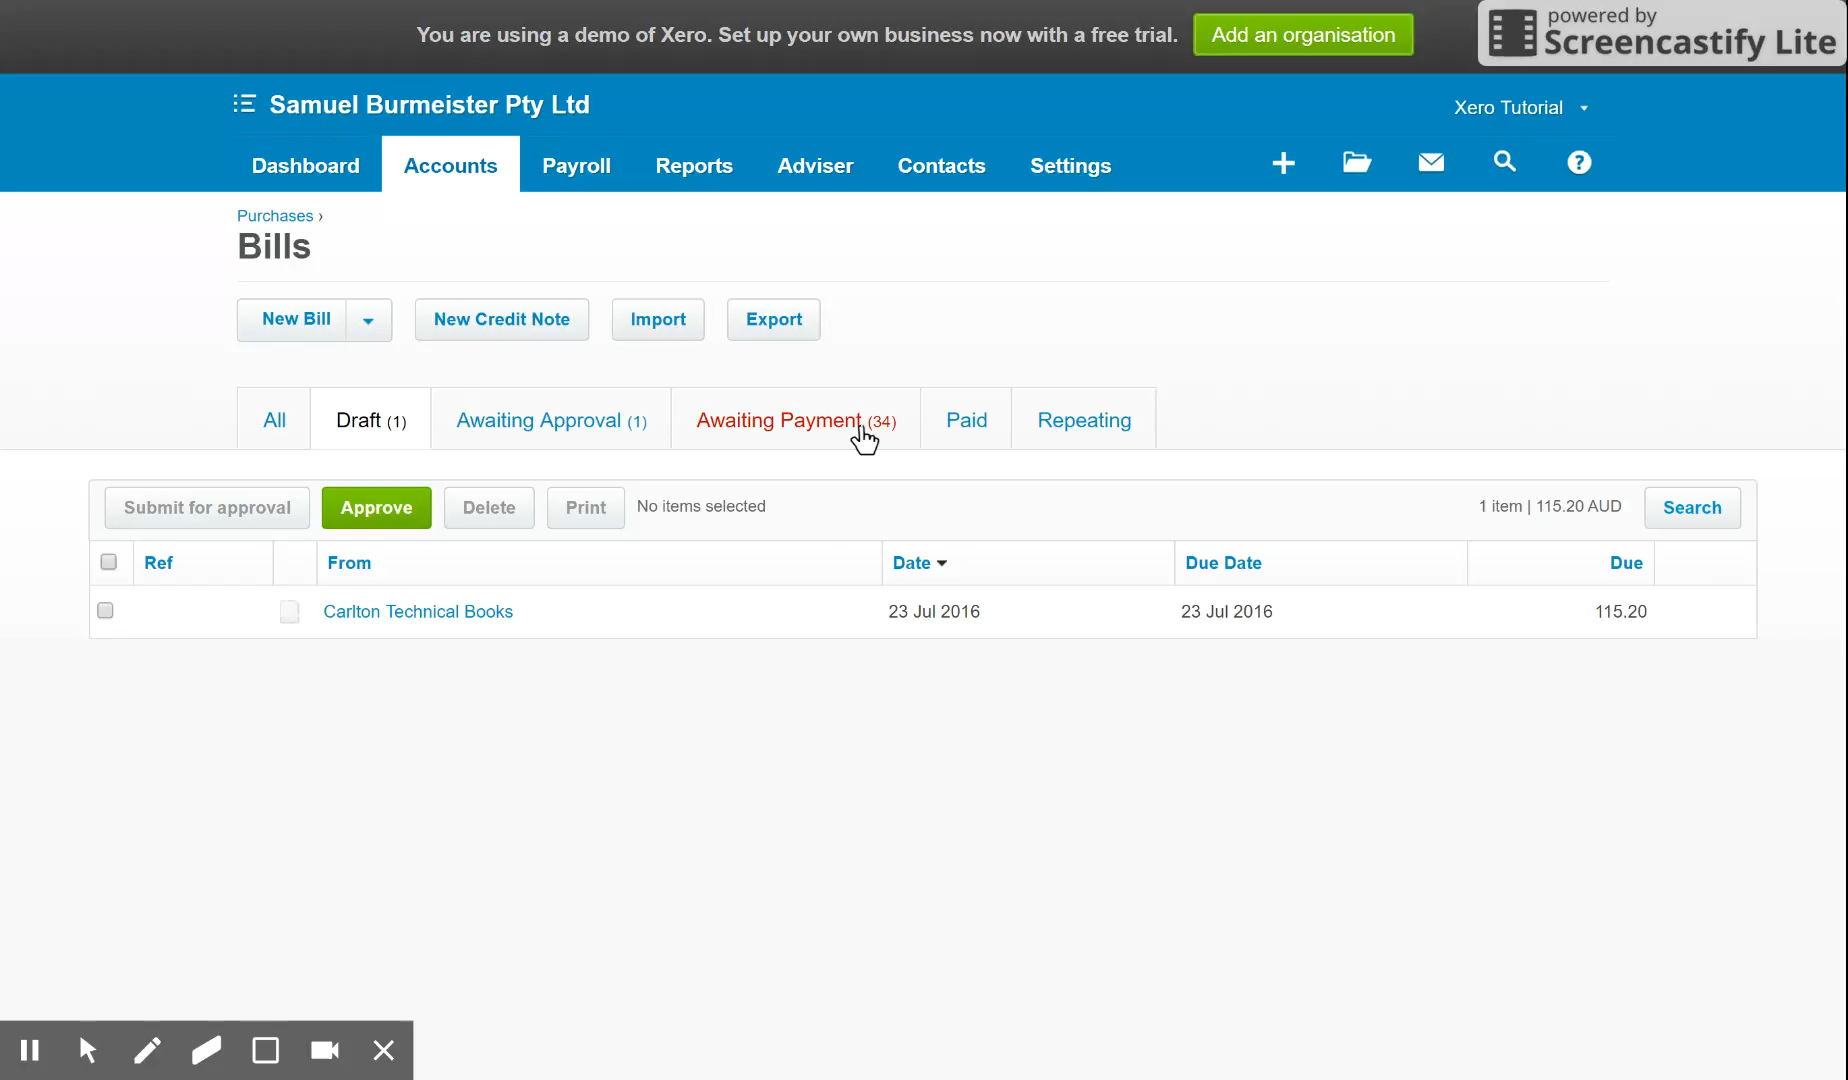 You are using a demo of Xero. Set up your own business now with a free trial. Add an organisation
powered by
Screencastify Lite
Samuel Burmeister Pty Ltd
Xero Tutorial
Dashboard Accounts Payroll Reports Adviser Contacts Settings
Purchases ›
Bills
New Bill New Credit Note Import Export
All Draft (1) Awaiting Approval (1) Awaiting Payment (34) Paid Repeating
Submit for approval Approve Delete Print No items selected 1 item | 115.20 AUD Search
Ref From Date Due Date Due
Carlton Technical Books 23 Jul 2016 23 Jul 2016 115.20